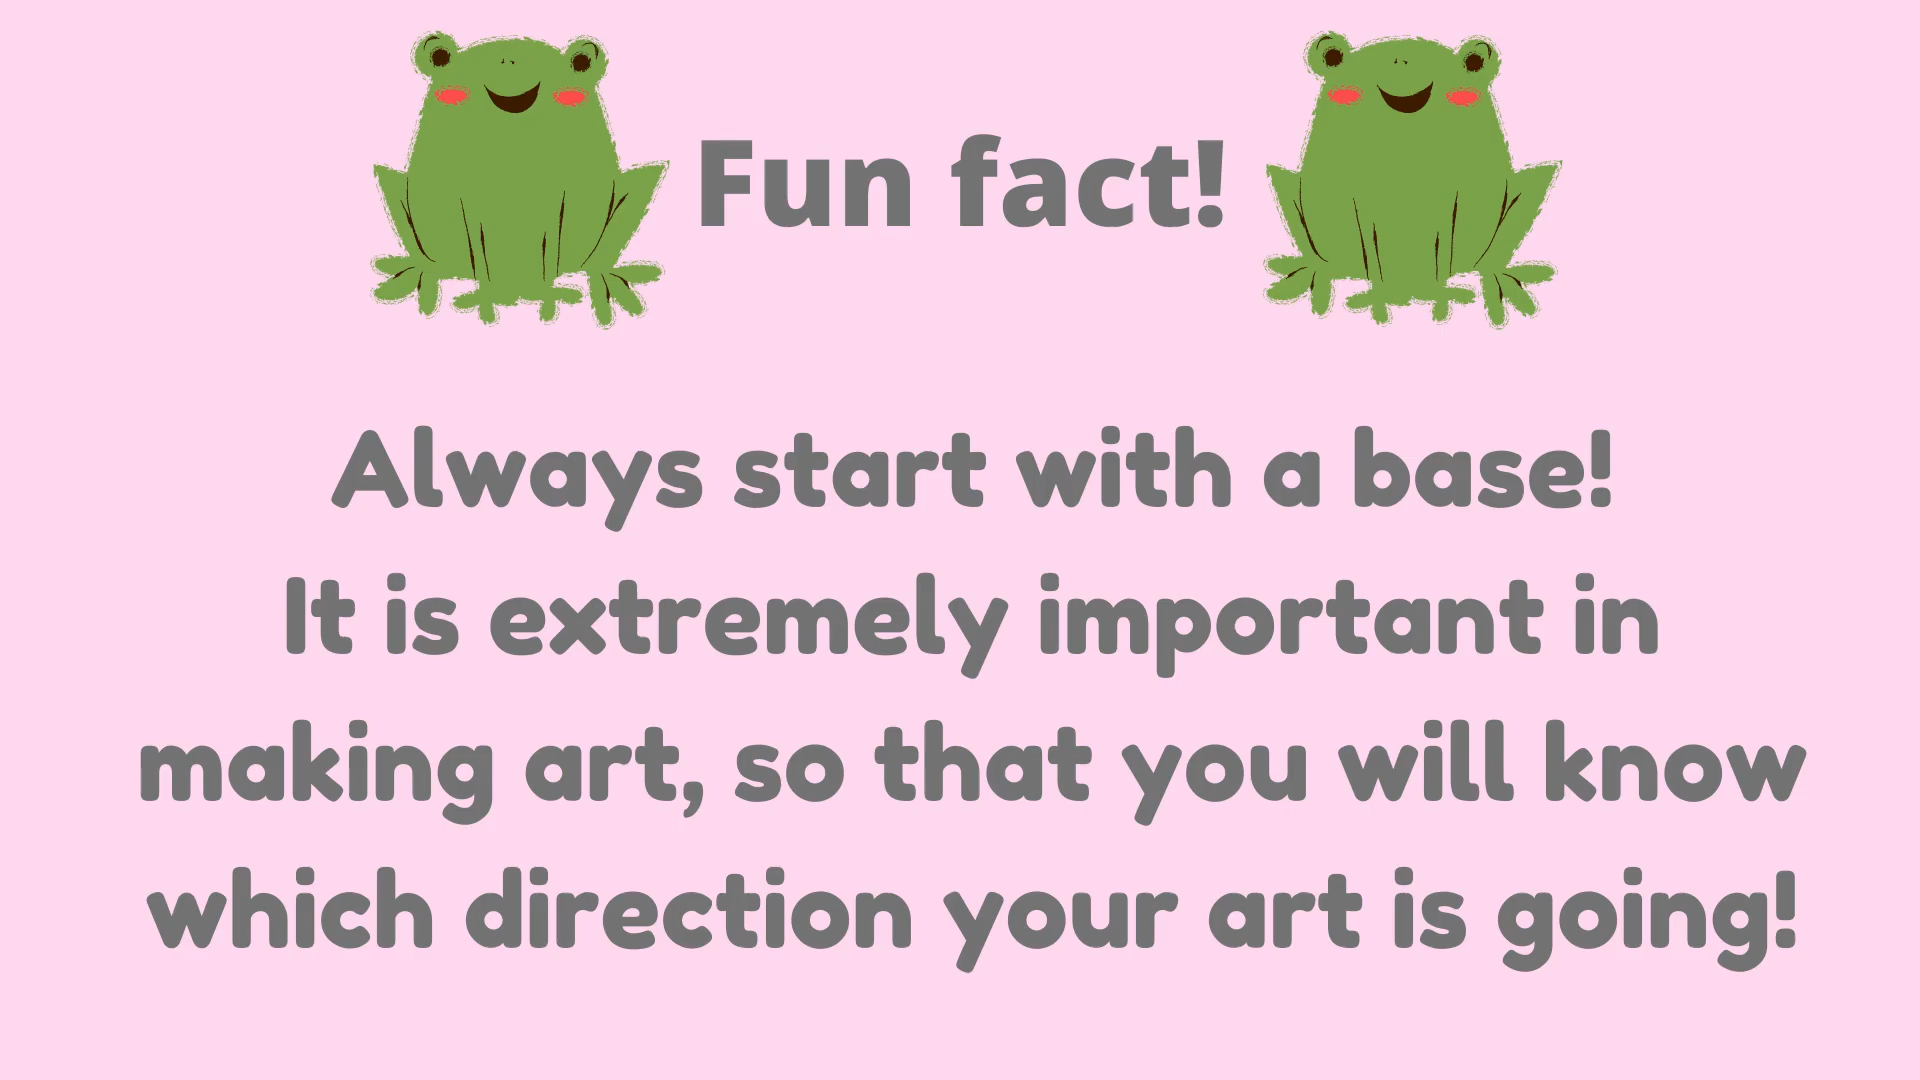 Fun fact!
Always start with a base!
It is extremely important in
making art, so that you will know
which direction your art is going!